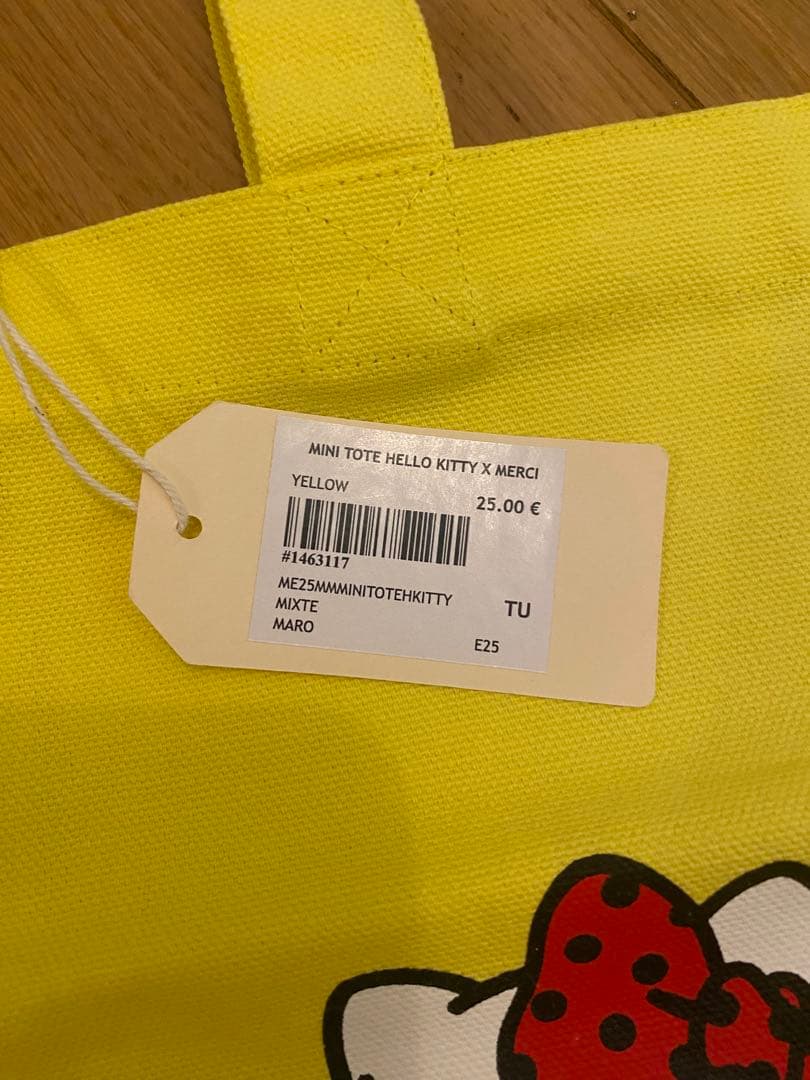 MINI TOTE HELLO KITTY X MERCI
YELLOW
25.00 €
#1463117
ME25MMMINITOTEHKITTY
MIXTE
TU
MARO
E25